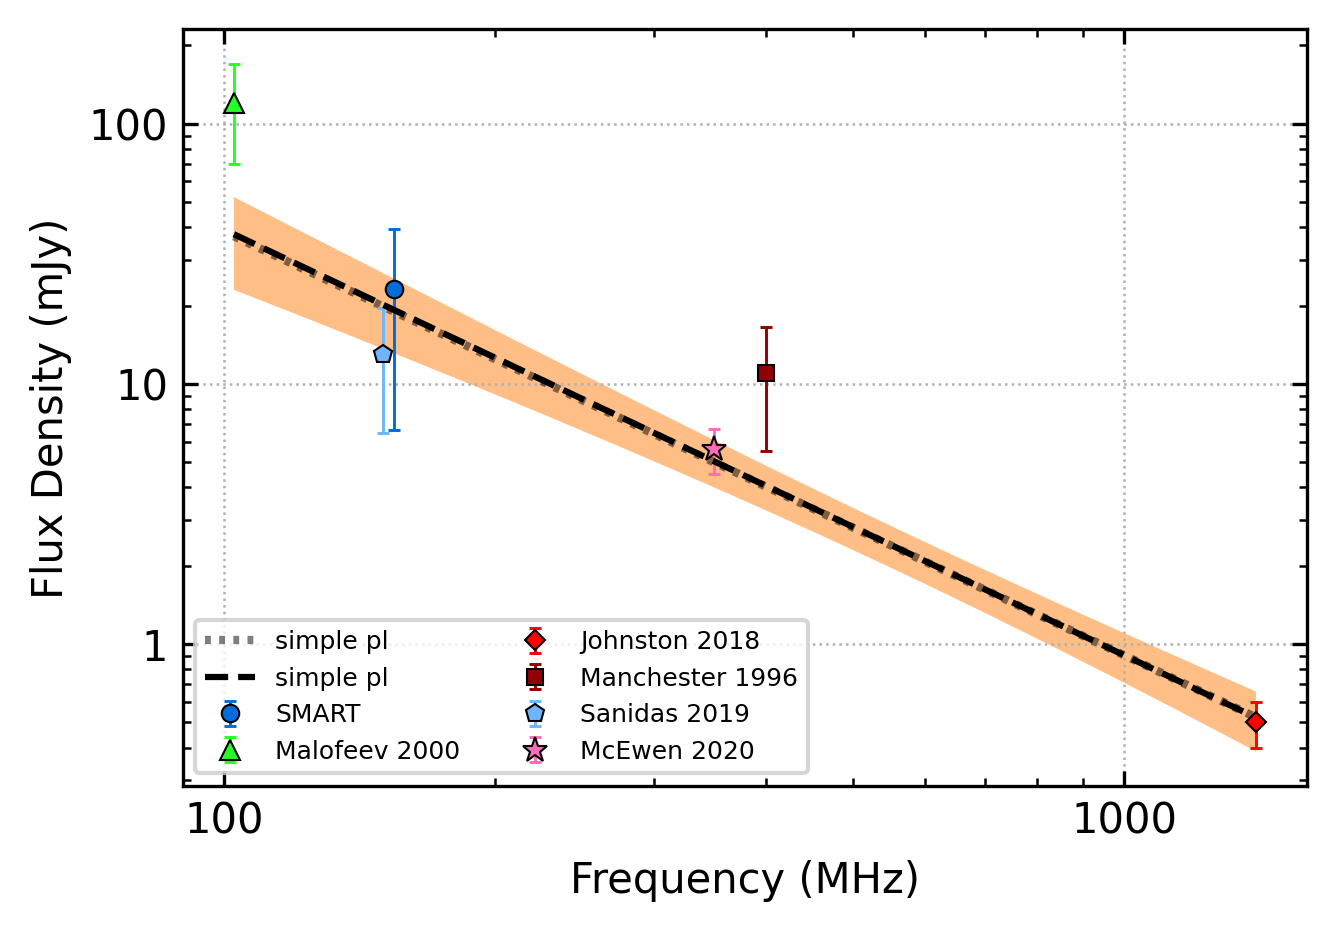 Flux Density (mJy)
100
10
1
simple pl
simple pl
SMART
Malofeev 2000
Johnston 2018
Manchester 1996
Sanidas 2019
McEwen 2020
100
1000
Frequency (MHz)